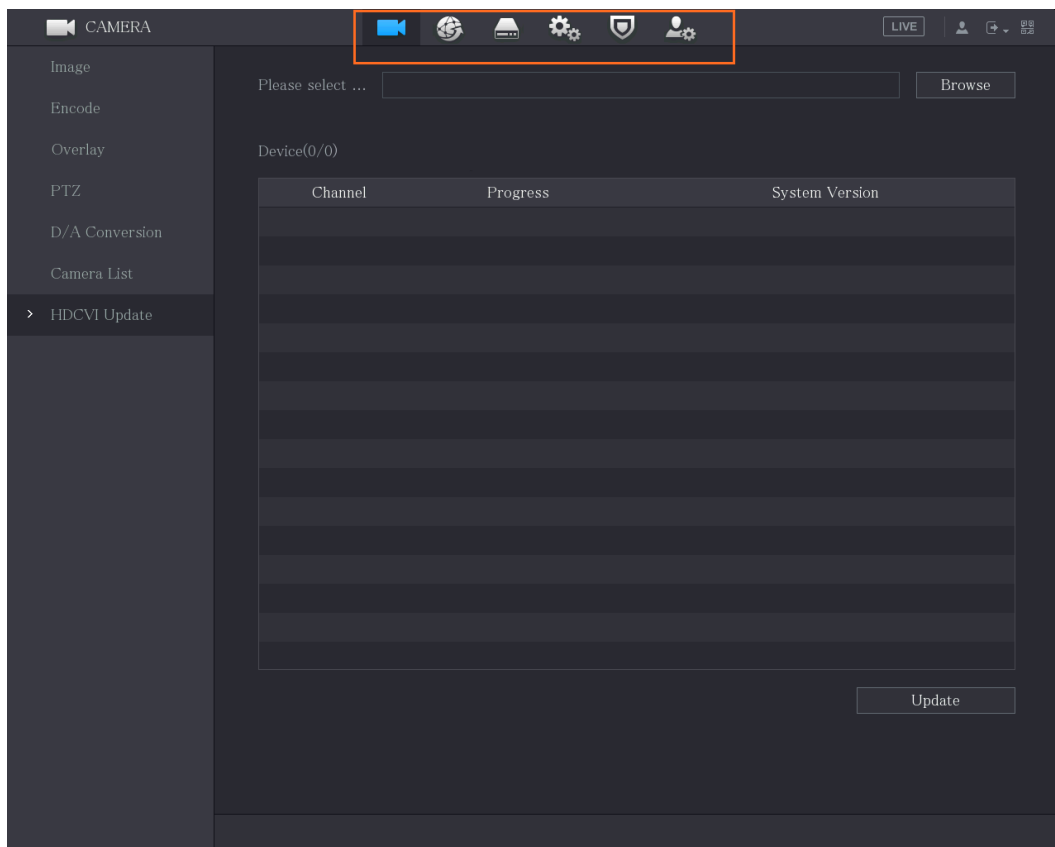 CAMERA
LIVE
Image
Encode
Overlay
PTZ
D/A Conversion
Camera List
HDCVI Update
Please select ...
Browse
Device(0/0)
Channel Progress System Version
Update